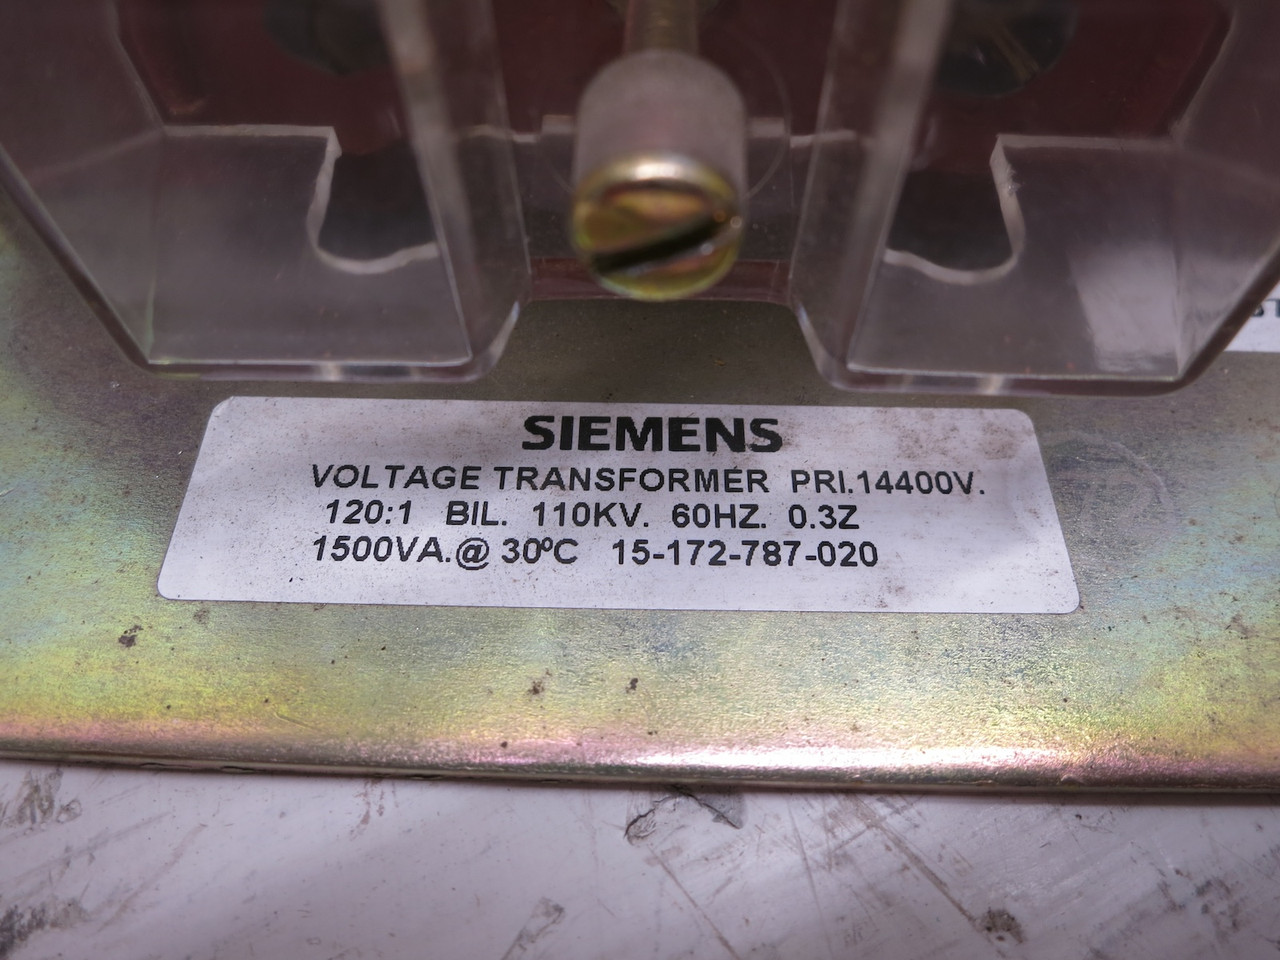 SIEMENS
VOLTAGE TRANSFORMER PRI.14400V.
120:1 BIL. 110KV. 60HZ. 0.3Z
1500VA.@ 30ºC 15-172-787-020